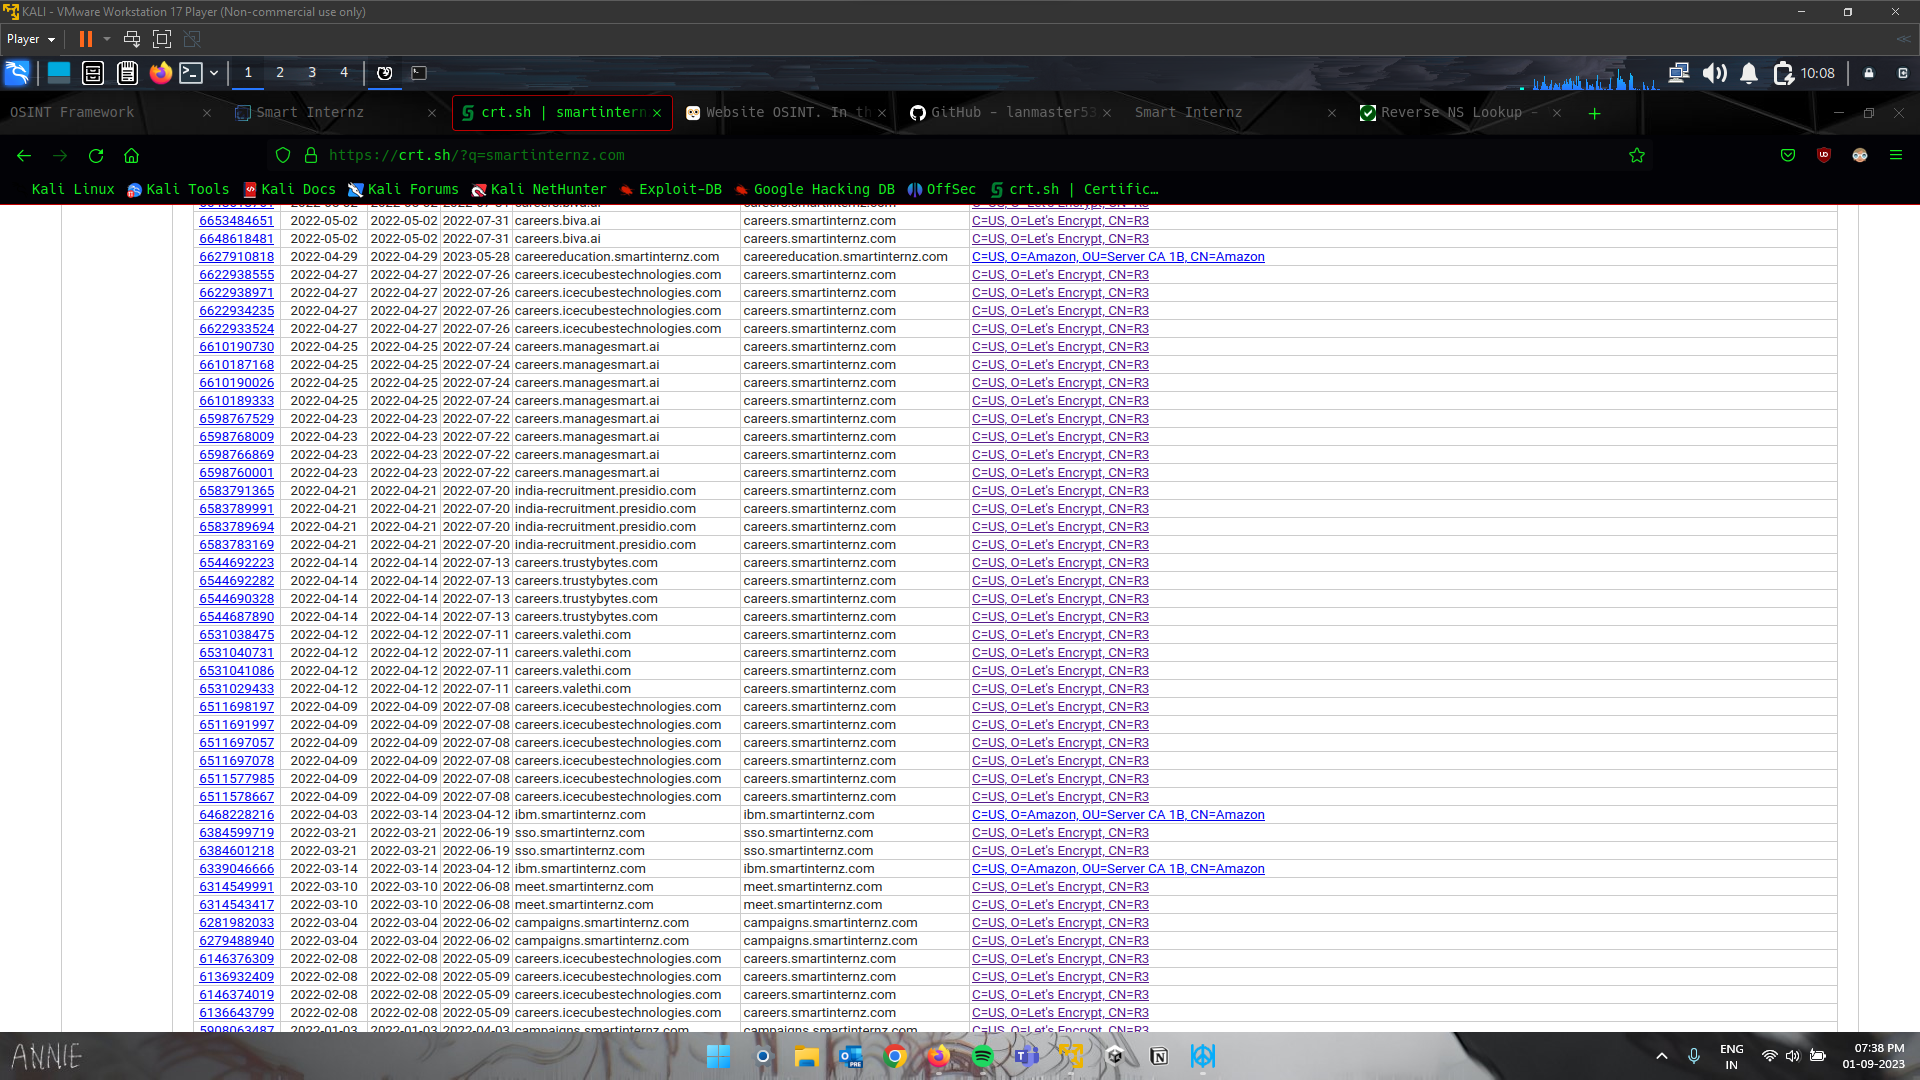 KALI - VMware Workstation 17 Player (Non-commercial use only)
Player
1 2 3 4 10:08
OSINT Framework Smart Internz crt.sh | smartintern Website OSINT. In th GitHub - lanmaster53 Smart Internz Reverse NS Lookup -
https://crt.sh/?q=smartinternz.com
Kali Linux Kali Tools Kali Docs Kali Forums Kali NetHunter Exploit-DB Google Hacking DB OffSec crt.sh | Certific…
6653484651 2022-05-02 2022-05-02 2022-07-31 careers.biva.ai careers.smartinternz.com C=US, O=Let's Encrypt, CN=R3
6648618481 2022-05-02 2022-05-02 2022-07-31 careers.biva.ai careers.smartinternz.com C=US, O=Let's Encrypt, CN=R3
6627910818 2022-04-29 2022-04-29 2023-05-28 careereducation.smartinternz.com careereducation.smartinternz.com C=US, O=Amazon, OU=Server CA 1B, CN=Amazon
6622938555 2022-04-27 2022-04-27 2022-07-26 careers.icecubestechnologies.com careers.smartinternz.com C=US, O=Let's Encrypt, CN=R3
6622938971 2022-04-27 2022-04-27 2022-07-26 careers.icecubestechnologies.com careers.smartinternz.com C=US, O=Let's Encrypt, CN=R3
6622934235 2022-04-27 2022-04-27 2022-07-26 careers.icecubestechnologies.com careers.smartinternz.com C=US, O=Let's Encrypt, CN=R3
6622933524 2022-04-27 2022-04-27 2022-07-26 careers.icecubestechnologies.com careers.smartinternz.com C=US, O=Let's Encrypt, CN=R3
6610190730 2022-04-25 2022-04-25 2022-07-24 careers.managesmart.ai careers.smartinternz.com C=US, O=Let's Encrypt, CN=R3
6610187168 2022-04-25 2022-04-25 2022-07-24 careers.managesmart.ai careers.smartinternz.com C=US, O=Let's Encrypt, CN=R3
6610190026 2022-04-25 2022-04-25 2022-07-24 careers.managesmart.ai careers.smartinternz.com C=US, O=Let's Encrypt, CN=R3
6610189333 2022-04-25 2022-04-25 2022-07-24 careers.managesmart.ai careers.smartinternz.com C=US, O=Let's Encrypt, CN=R3
6598767529 2022-04-23 2022-04-23 2022-07-22 careers.managesmart.ai careers.smartinternz.com C=US, O=Let's Encrypt, CN=R3
6598768009 2022-04-23 2022-04-23 2022-07-22 careers.managesmart.ai careers.smartinternz.com C=US, O=Let's Encrypt, CN=R3
6598766869 2022-04-23 2022-04-23 2022-07-22 careers.managesmart.ai careers.smartinternz.com C=US, O=Let's Encrypt, CN=R3
6598760001 2022-04-23 2022-04-23 2022-07-22 careers.managesmart.ai careers.smartinternz.com C=US, O=Let's Encrypt, CN=R3
6583791365 2022-04-21 2022-04-21 2022-07-20 india-recruitment.presidio.com careers.smartinternz.com C=US, O=Let's Encrypt, CN=R3
6583789991 2022-04-21 2022-04-21 2022-07-20 india-recruitment.presidio.com careers.smartinternz.com C=US, O=Let's Encrypt, CN=R3
6583789694 2022-04-21 2022-04-21 2022-07-20 india-recruitment.presidio.com careers.smartinternz.com C=US, O=Let's Encrypt, CN=R3
6583783169 2022-04-21 2022-04-21 2022-07-20 india-recruitment.presidio.com careers.smartinternz.com C=US, O=Let's Encrypt, CN=R3
6544692223 2022-04-14 2022-04-14 2022-07-13 careers.trustybytes.com careers.smartinternz.com C=US, O=Let's Encrypt, CN=R3
6544692282 2022-04-14 2022-04-14 2022-07-13 careers.trustybytes.com careers.smartinternz.com C=US, O=Let's Encrypt, CN=R3
6544690328 2022-04-14 2022-04-14 2022-07-13 careers.trustybytes.com careers.smartinternz.com C=US, O=Let's Encrypt, CN=R3
6544687890 2022-04-14 2022-04-14 2022-07-13 careers.trustybytes.com careers.smartinternz.com C=US, O=Let's Encrypt, CN=R3
6531038475 2022-04-12 2022-04-12 2022-07-11 careers.valethi.com careers.smartinternz.com C=US, O=Let's Encrypt, CN=R3
6531040731 2022-04-12 2022-04-12 2022-07-11 careers.valethi.com careers.smartinternz.com C=US, O=Let's Encrypt, CN=R3
6531041086 2022-04-12 2022-04-12 2022-07-11 careers.valethi.com careers.smartinternz.com C=US, O=Let's Encrypt, CN=R3
6531029433 2022-04-12 2022-04-12 2022-07-11 careers.valethi.com careers.smartinternz.com C=US, O=Let's Encrypt, CN=R3
6511698197 2022-04-09 2022-04-09 2022-07-08 careers.icecubestechnologies.com careers.smartinternz.com C=US, O=Let's Encrypt, CN=R3
6511691997 2022-04-09 2022-04-09 2022-07-08 careers.icecubestechnologies.com careers.smartinternz.com C=US, O=Let's Encrypt, CN=R3
6511697057 2022-04-09 2022-04-09 2022-07-08 careers.icecubestechnologies.com careers.smartinternz.com C=US, O=Let's Encrypt, CN=R3
6511697078 2022-04-09 2022-04-09 2022-07-08 careers.icecubestechnologies.com careers.smartinternz.com C=US, O=Let's Encrypt, CN=R3
6511577985 2022-04-09 2022-04-09 2022-07-08 careers.icecubestechnologies.com careers.smartinternz.com C=US, O=Let's Encrypt, CN=R3
6511578667 2022-04-09 2022-04-09 2022-07-08 careers.icecubestechnologies.com careers.smartinternz.com C=US, O=Let's Encrypt, CN=R3
6468228216 2022-04-03 2022-03-14 2023-04-12 ibm.smartinternz.com ibm.smartinternz.com C=US, O=Amazon, OU=Server CA 1B, CN=Amazon
6384599719 2022-03-21 2022-03-21 2022-06-19 sso.smartinternz.com sso.smartinternz.com C=US, O=Let's Encrypt, CN=R3
6384601218 2022-03-21 2022-03-21 2022-06-19 sso.smartinternz.com sso.smartinternz.com C=US, O=Let's Encrypt, CN=R3
6339046666 2022-03-14 2022-03-14 2023-04-12 ibm.smartinternz.com ibm.smartinternz.com C=US, O=Amazon, OU=Server CA 1B, CN=Amazon
6314549991 2022-03-10 2022-03-10 2022-06-08 meet.smartinternz.com meet.smartinternz.com C=US, O=Let's Encrypt, CN=R3
6314543417 2022-03-10 2022-03-10 2022-06-08 meet.smartinternz.com meet.smartinternz.com C=US, O=Let's Encrypt, CN=R3
6281982033 2022-03-04 2022-03-04 2022-06-02 campaigns.smartinternz.com campaigns.smartinternz.com C=US, O=Let's Encrypt, CN=R3
6279488940 2022-03-04 2022-03-04 2022-06-02 campaigns.smartinternz.com campaigns.smartinternz.com C=US, O=Let's Encrypt, CN=R3
6146376309 2022-02-08 2022-02-08 2022-05-09 careers.icecubestechnologies.com careers.smartinternz.com C=US, O=Let's Encrypt, CN=R3
6136932409 2022-02-08 2022-02-08 2022-05-09 careers.icecubestechnologies.com careers.smartinternz.com C=US, O=Let's Encrypt, CN=R3
6146374019 2022-02-08 2022-02-08 2022-05-09 careers.icecubestechnologies.com careers.smartinternz.com C=US, O=Let's Encrypt, CN=R3
6136643799 2022-02-08 2022-02-08 2022-05-09 careers.icecubestechnologies.com careers.smartinternz.com C=US, O=Let's Encrypt, CN=R3
5908063487 2022-01-03 2022-01-03 2022-04-03 campaigns.smartinternz.com campaigns.smartinternz.com C=US, O=Let's Encrypt, CN=R3
ANNIE
ENG
IN
07:38 PM
01-09-2023